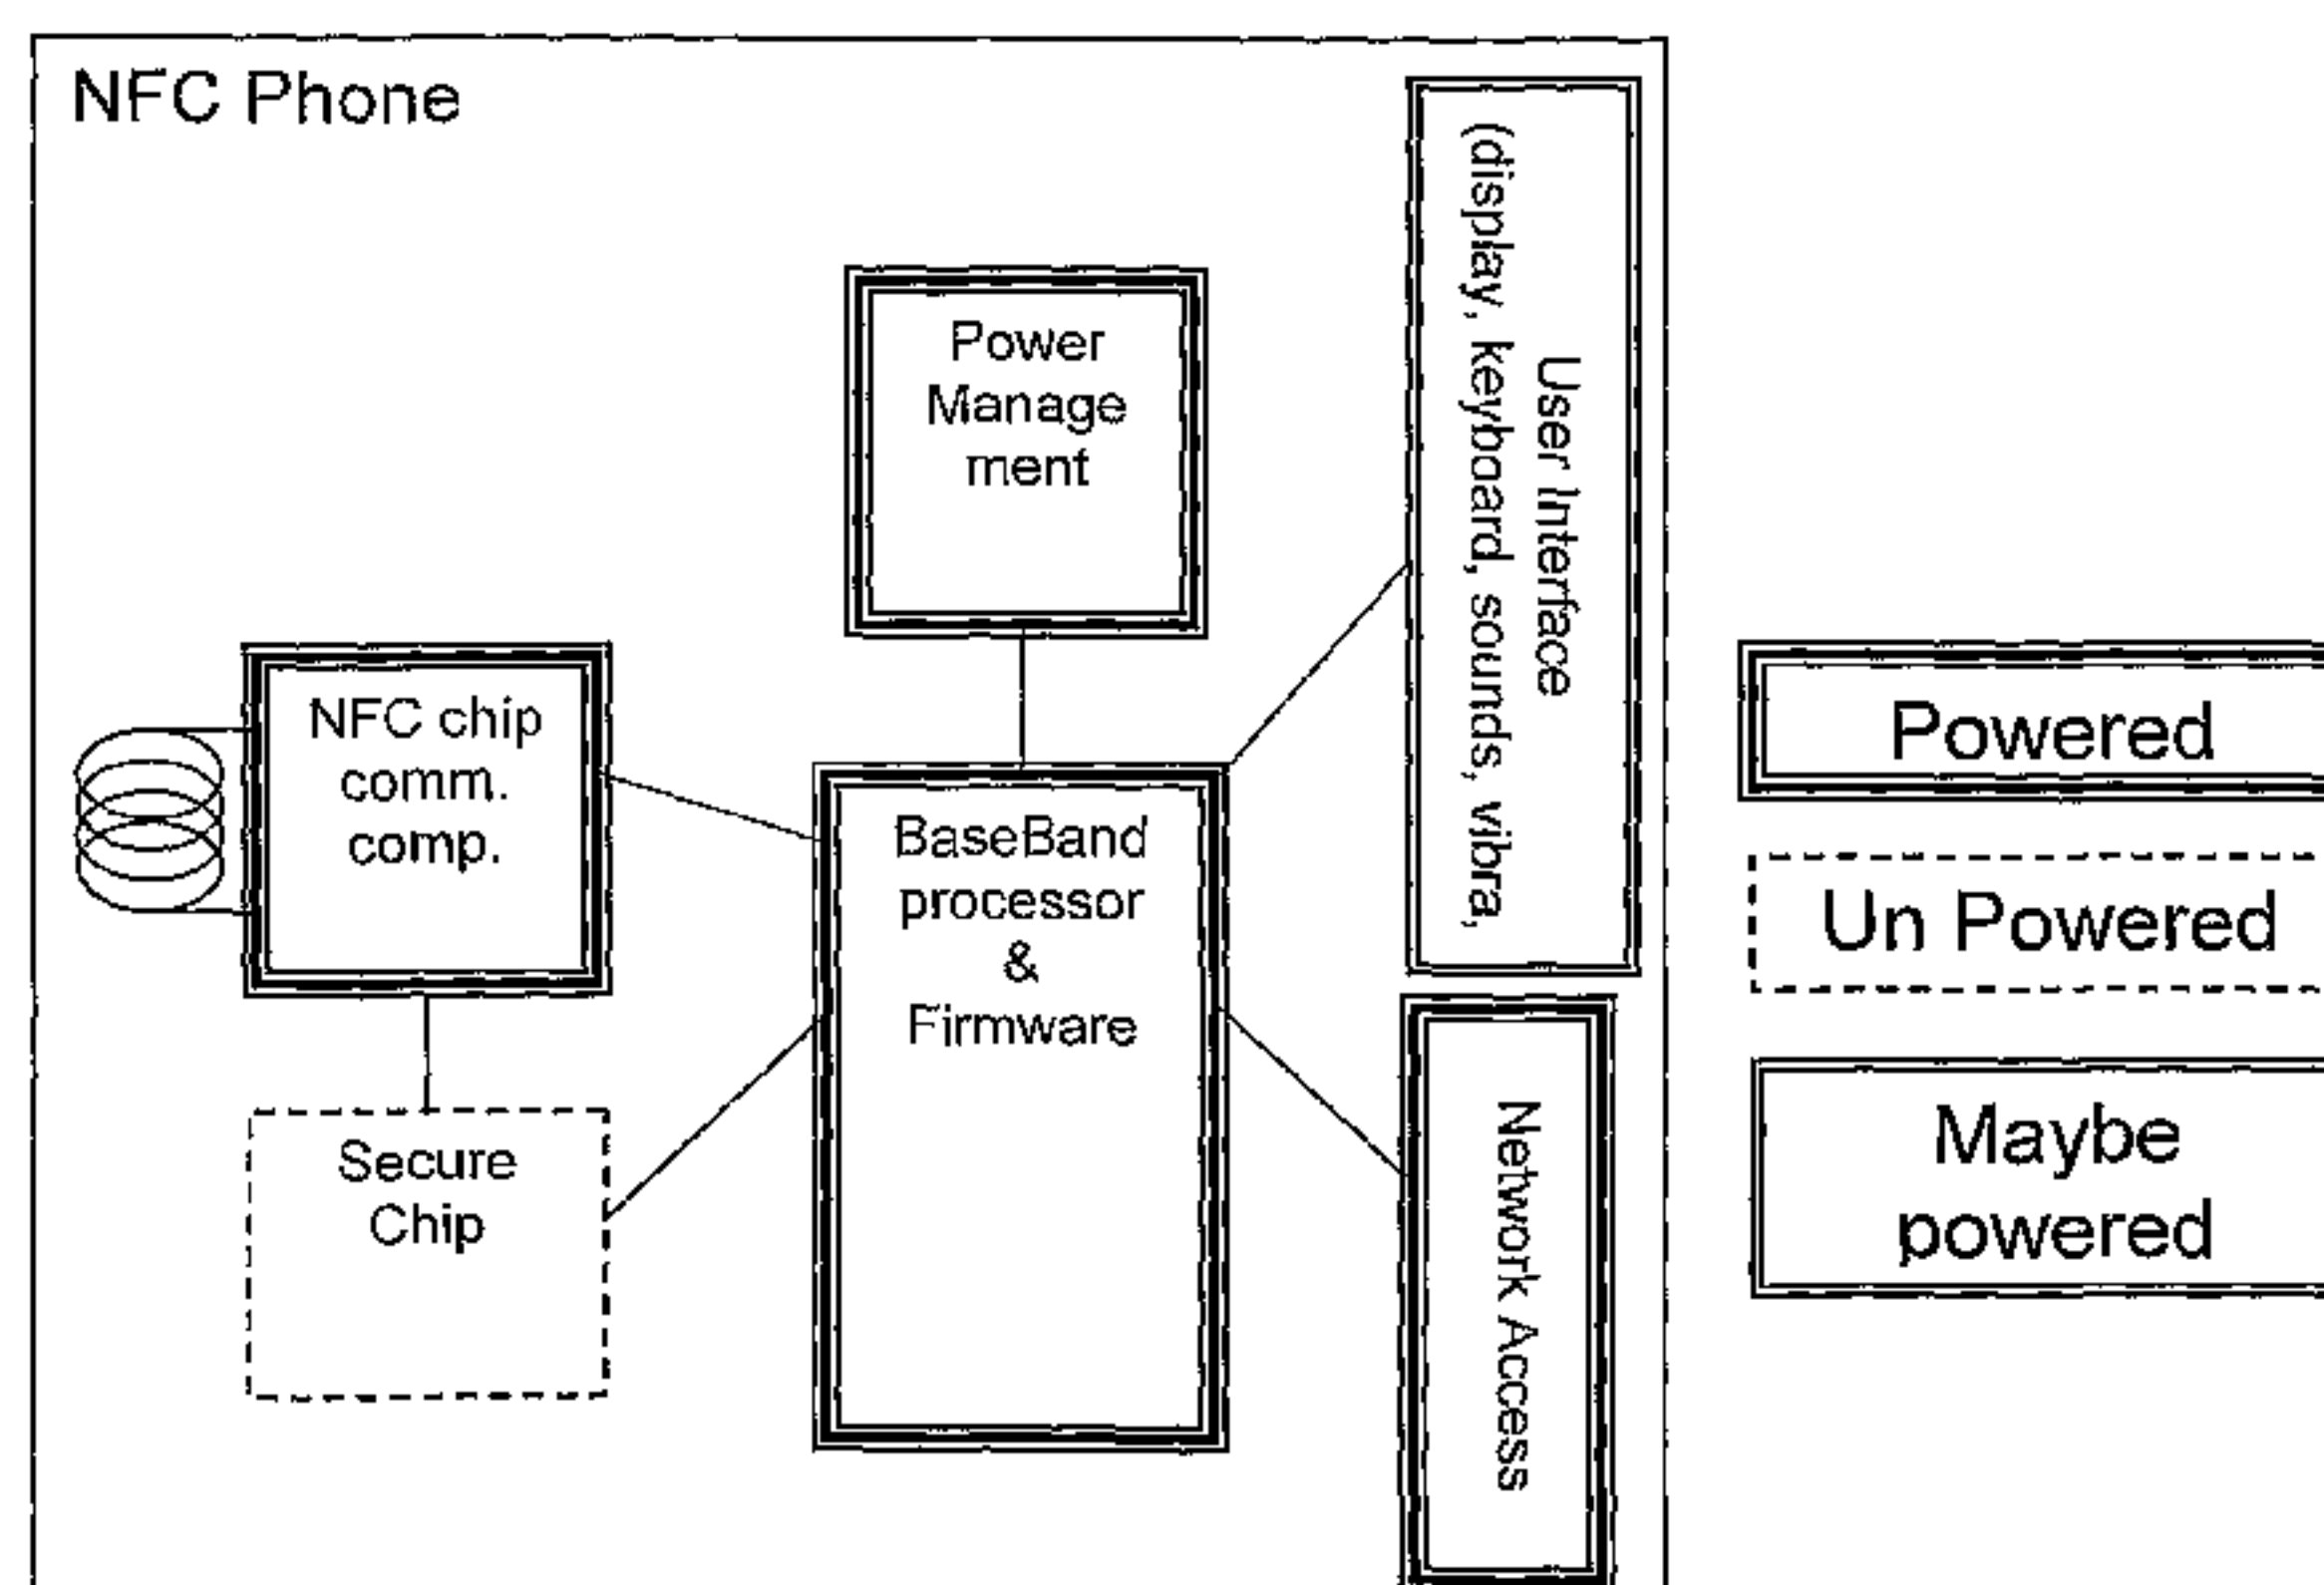 NFC Phone
Power
Manage
ment
User Interface
(display, keyboard, sounds, vibra,
NFC chip
comm.
comp.
BaseBand
processor
&
Firmware
Secure
Chip
Network Access
Powered
Un Powered
Maybe
powered